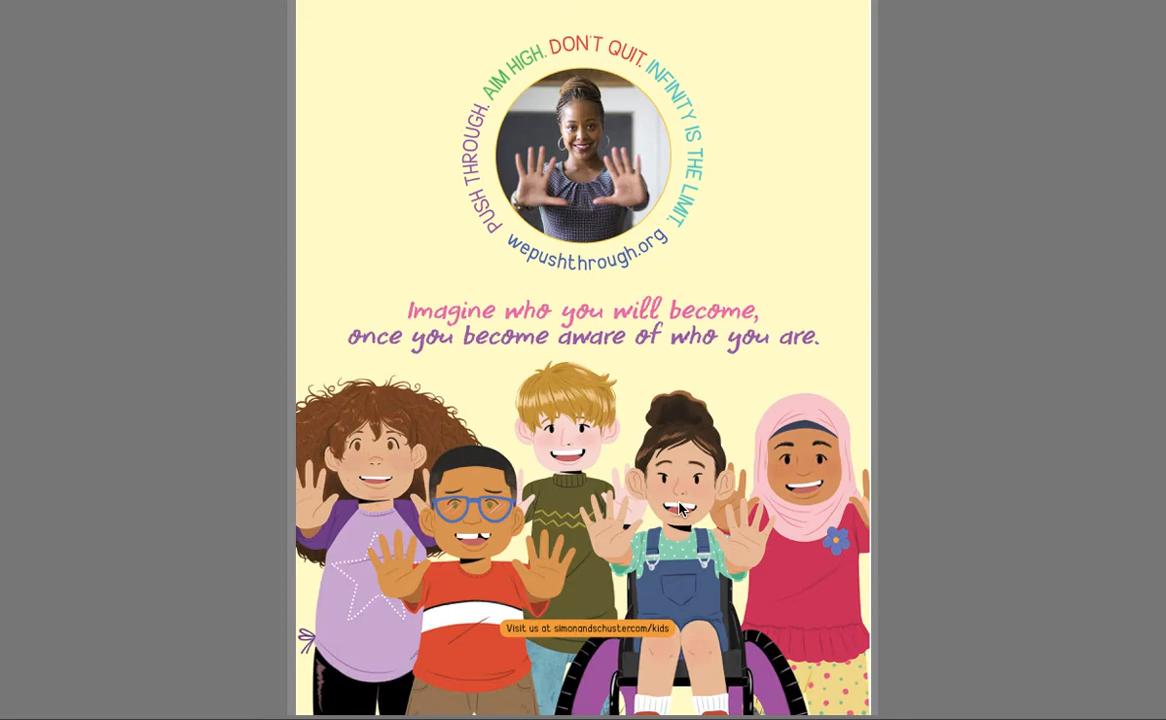 PUSH THROUGH. AIM HIGH. DON'T QUIT. INFINITY IS THE LIMIT.
wepushthrough.org
Imagine who you will become,
once you become aware of who you are.
Visit us at simonandschuster.com/kids